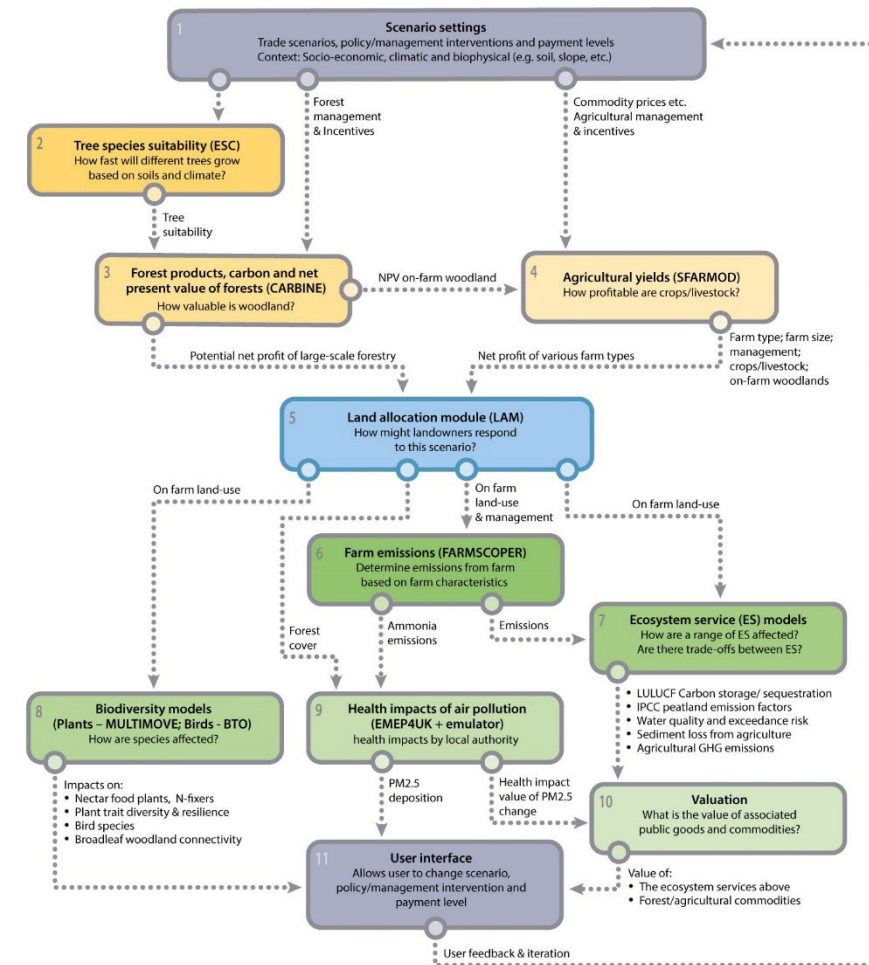 1
Scenario settings
Trade scenarios, policy/management interventions and payment levels
Context: Socio-economic, climatic and biophysical (e.g. soil, slope, etc.)
Forest
management
& Incentives
Commodity prices etc.
Agricultural management
& incentives
2
Tree species suitability (ESC)
How fast will different trees grow
based on soils and climate?
Tree
suitability
3
Forest products, carbon and net
present value of forests (CARBINE)
How valuable is woodland?
NPV on-farm woodland
4
Agricultural yields (SFARMOD)
How profitable are crops/livestock?
Potential net profit of large-scale forestry
Net profit of various farm types
Farm type; farm size;
management;
crops/livestock;
on-farm woodlands
5
Land allocation module (LAM)
How might landowners respond
to this scenario?
On farm land-use
On farm
land-use
& management
On farm land-use
6
Farm emissions (FARMSCOPER)
Determine emissions from farm
based on farm characteristics
Forest
cover
Ammonia
emissions
Emissions
7
Ecosystem service (ES) models
How are a range of ES affected?
Are there trade-offs between ES?
8
Biodiversity models
(Plants – MULTIMOVE; Birds - BTO)
How are species affected?
9
Health impacts of air pollution
(EMEP4UK + emulator)
health impacts by local authority
• LULUCF Carbon storage/ sequestration
• IPCC peatland emission factors
• Water quality and exceedance risk
• Sediment loss from agriculture
• Agricultural GHG emissions
Impacts on:
• Nectar food plants, N-fixers
• Plant trait diversity & resilience
• Bird species
• Broadleaf woodland connectivity
PM2.5
deposition
Health impact
value of PM2.5
change
10
Valuation
What is the value of associated
public goods and commodities?
11
User interface
Allows user to change scenario,
policy/management intervention and
payment level
Value of:
• The ecosystem services above
• Forest/agricultural commodities
User feedback & iteration